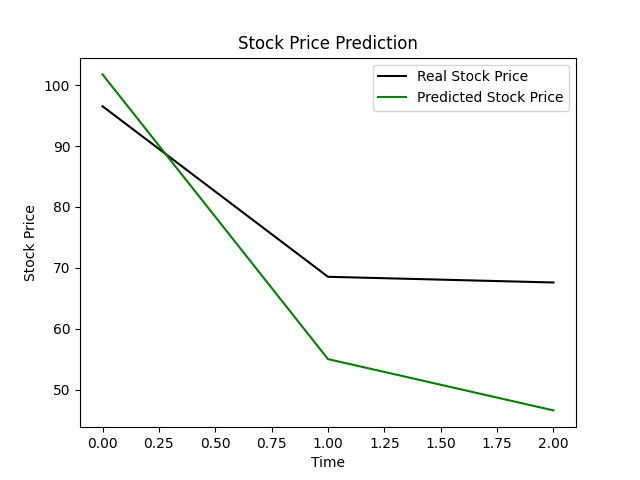 Stock Price Prediction
Real Stock Price
Predicted Stock Price
Stock Price
100
90
80
70
60
50
0.00 0.25 0.50 0.75 1.00 1.25 1.50 1.75 2.00
Time